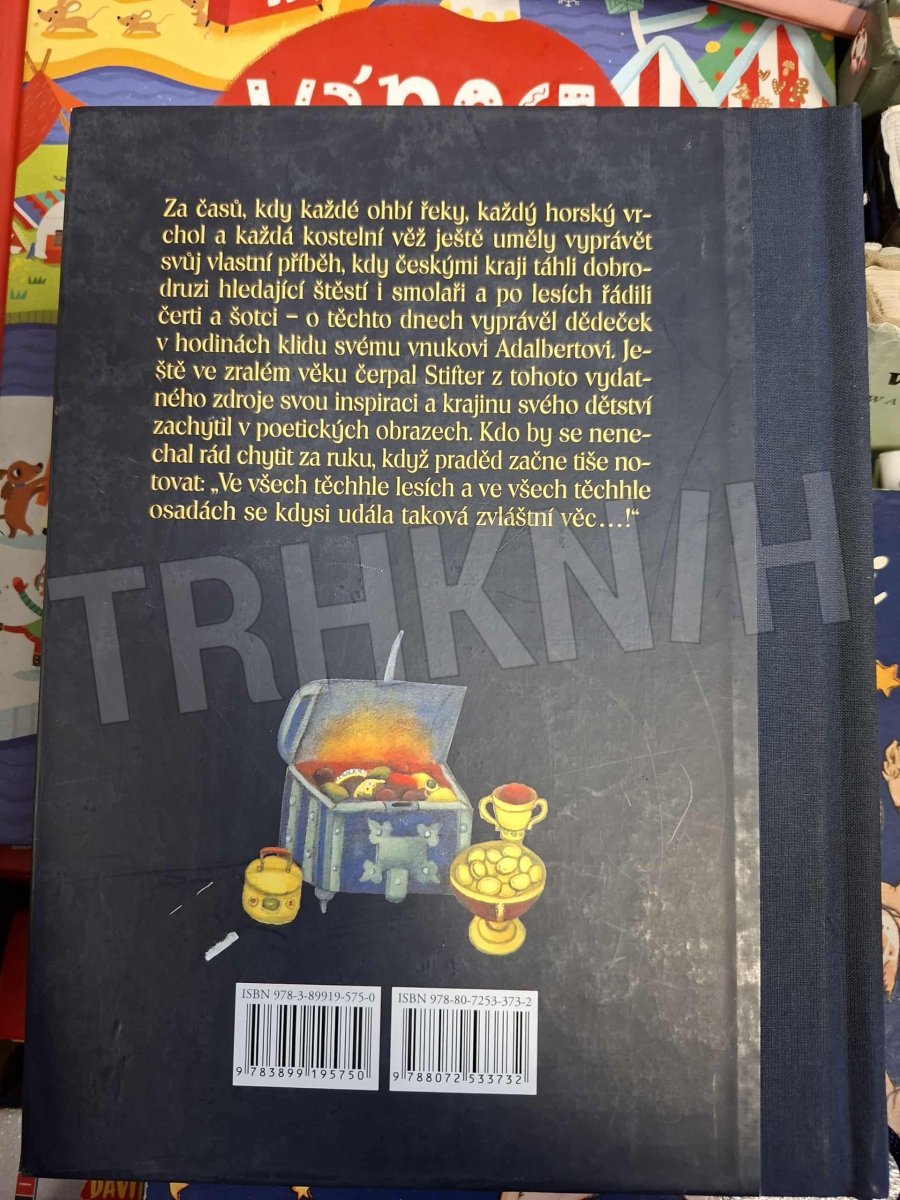 Vánoc
Za časů, kdy každé ohbí řeky, každý horský vr-
chol a každá kostelní věž ještě uměly vyprávět
svůj vlastní příběh, kdy českými kraji táhli dobro-
druzi hledající štěstí i smolaři a po lesích řádili
čerti a šotci – o těchto dnech vyprávěl dědeček
v hodinách klidu svému vnukovi Adalbertovi. Je-
ště ve zralém věku čerpal Stifter z tohoto vydat-
ného zdroje svou inspiraci a krajinu svého dětství
zachytil v poetických obrazech. Kdo by se nene-
chal rád chytit za ruku, když praděd začne tiše no-
tovat: „Ve všech těchhle lesích a ve všech těchhle
osadách se kdysi udála taková zvláštní věc…!“
TRHKNIH
ISBN 978-3-89919-575-0
9 783899 195750
ISBN 978-80-7253-373-2
9 788072 533732
DAVI